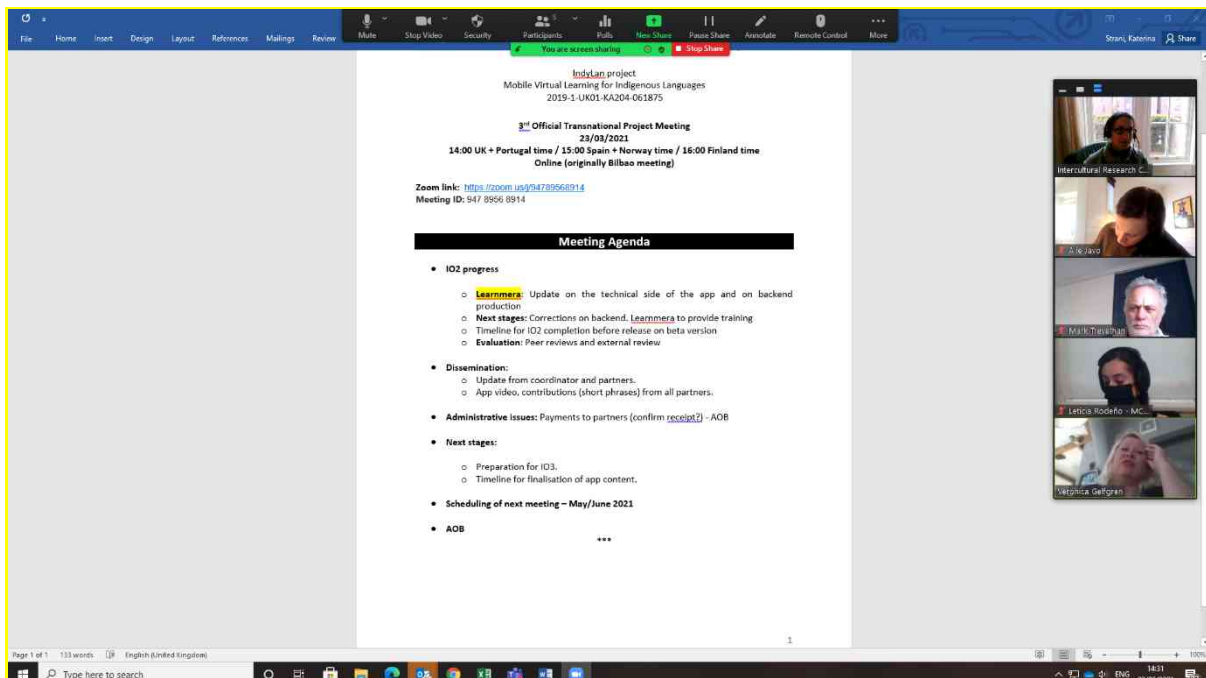 Mute
Stop Video
Security
Participants 5
Polls
New Share
Pause Share
Annotate
Remote Control
More
You are screen sharing
Stop Share
File Home Insert Design Layout References Mailings Review
Strani, Katerina
Share
IndyLan project
Mobile Virtual Learning for Indigenous Languages
2019-1-UK01-KA204-061875
3rd Official Transnational Project Meeting
23/03/2021
14:00 UK + Portugal time / 15:00 Spain + Norway time / 16:00 Finland time
Online (originally Bilbao meeting)
Zoom link: https://zoom.us/j/94789568914
Meeting ID: 947 8956 8914
Meeting Agenda
• IO2 progress
o Learnmera: Update on the technical side of the app and on backend
production
o Next stages: Corrections on backend. Learnmera to provide training
o Timeline for IO2 completion before release on beta version
o Evaluation: Peer reviews and external review
• Dissemination:
o Update from coordinator and partners.
o App video, contributions (short phrases) from all partners.
• Administrative issues: Payments to partners (confirm receipt?) - AOB
• Next stages:
o Preparation for IO3.
o Timeline for finalisation of app content.
• Scheduling of next meeting – May/June 2021
• AOB
***
1
Intercultural Research C...
Aile Javo
Mark Trevethan
Leticia Rodeño - MC...
Veronica Gelfgren
Page 1 of 1 133 words English (United Kingdom)
100%
Type here to search
ENG
14:31